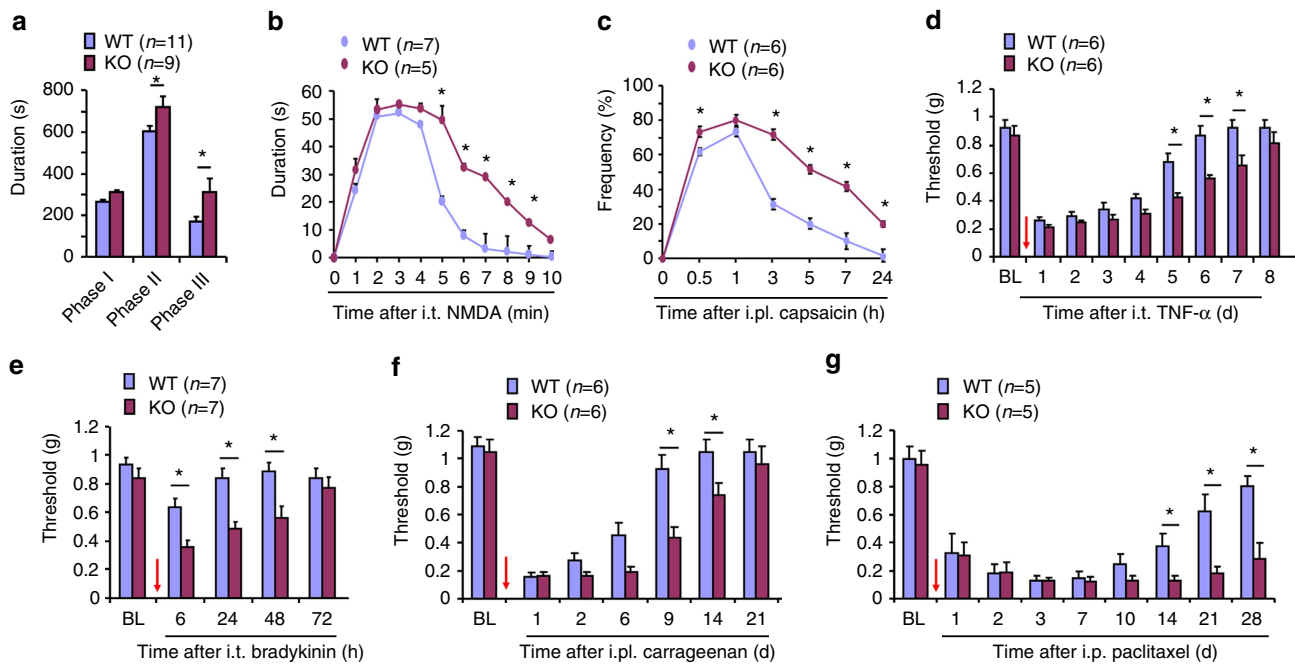 a
WT (n=11)
KO (n=9)
Duration (s)
800
600
400
200
0
* *
Phase I Phase II Phase III
b
WT (n=7)
KO (n=5)
Duration (s)
60
50
40
30
20
10
0
* * * * *
0 1 2 3 4 5 6 7 8 9 10
Time after i.t. NMDA (min)
c
WT (n=6)
KO (n=6)
Frequency (%)
100
80
60
40
20
0
* * * * *
0 0.5 1 3 5 7 24
Time after i.pl. capsaicin (h)
d
WT (n=6)
KO (n=6)
Threshold (g)
1.2
1
0.8
0.6
0.4
0.2
0
* * *
BL 1 2 3 4 5 6 7 8
Time after i.t. TNF-α (d)
e
WT (n=7)
KO (n=7)
Threshold (g)
1.2
1
0.8
0.6
0.4
0.2
0
* * *
BL 6 24 48 72
Time after i.t. bradykinin (h)
f
WT (n=6)
KO (n=6)
Threshold (g)
1.2
1
0.8
0.6
0.4
0.2
0
* *
BL 1 2 6 9 14 21
Time after i.pl. carrageenan (d)
g
WT (n=5)
KO (n=5)
Threshold (g)
1.2
1
0.8
0.6
0.4
0.2
0
* * *
BL 1 2 3 7 10 14 21 28
Time after i.p. paclitaxel (d)